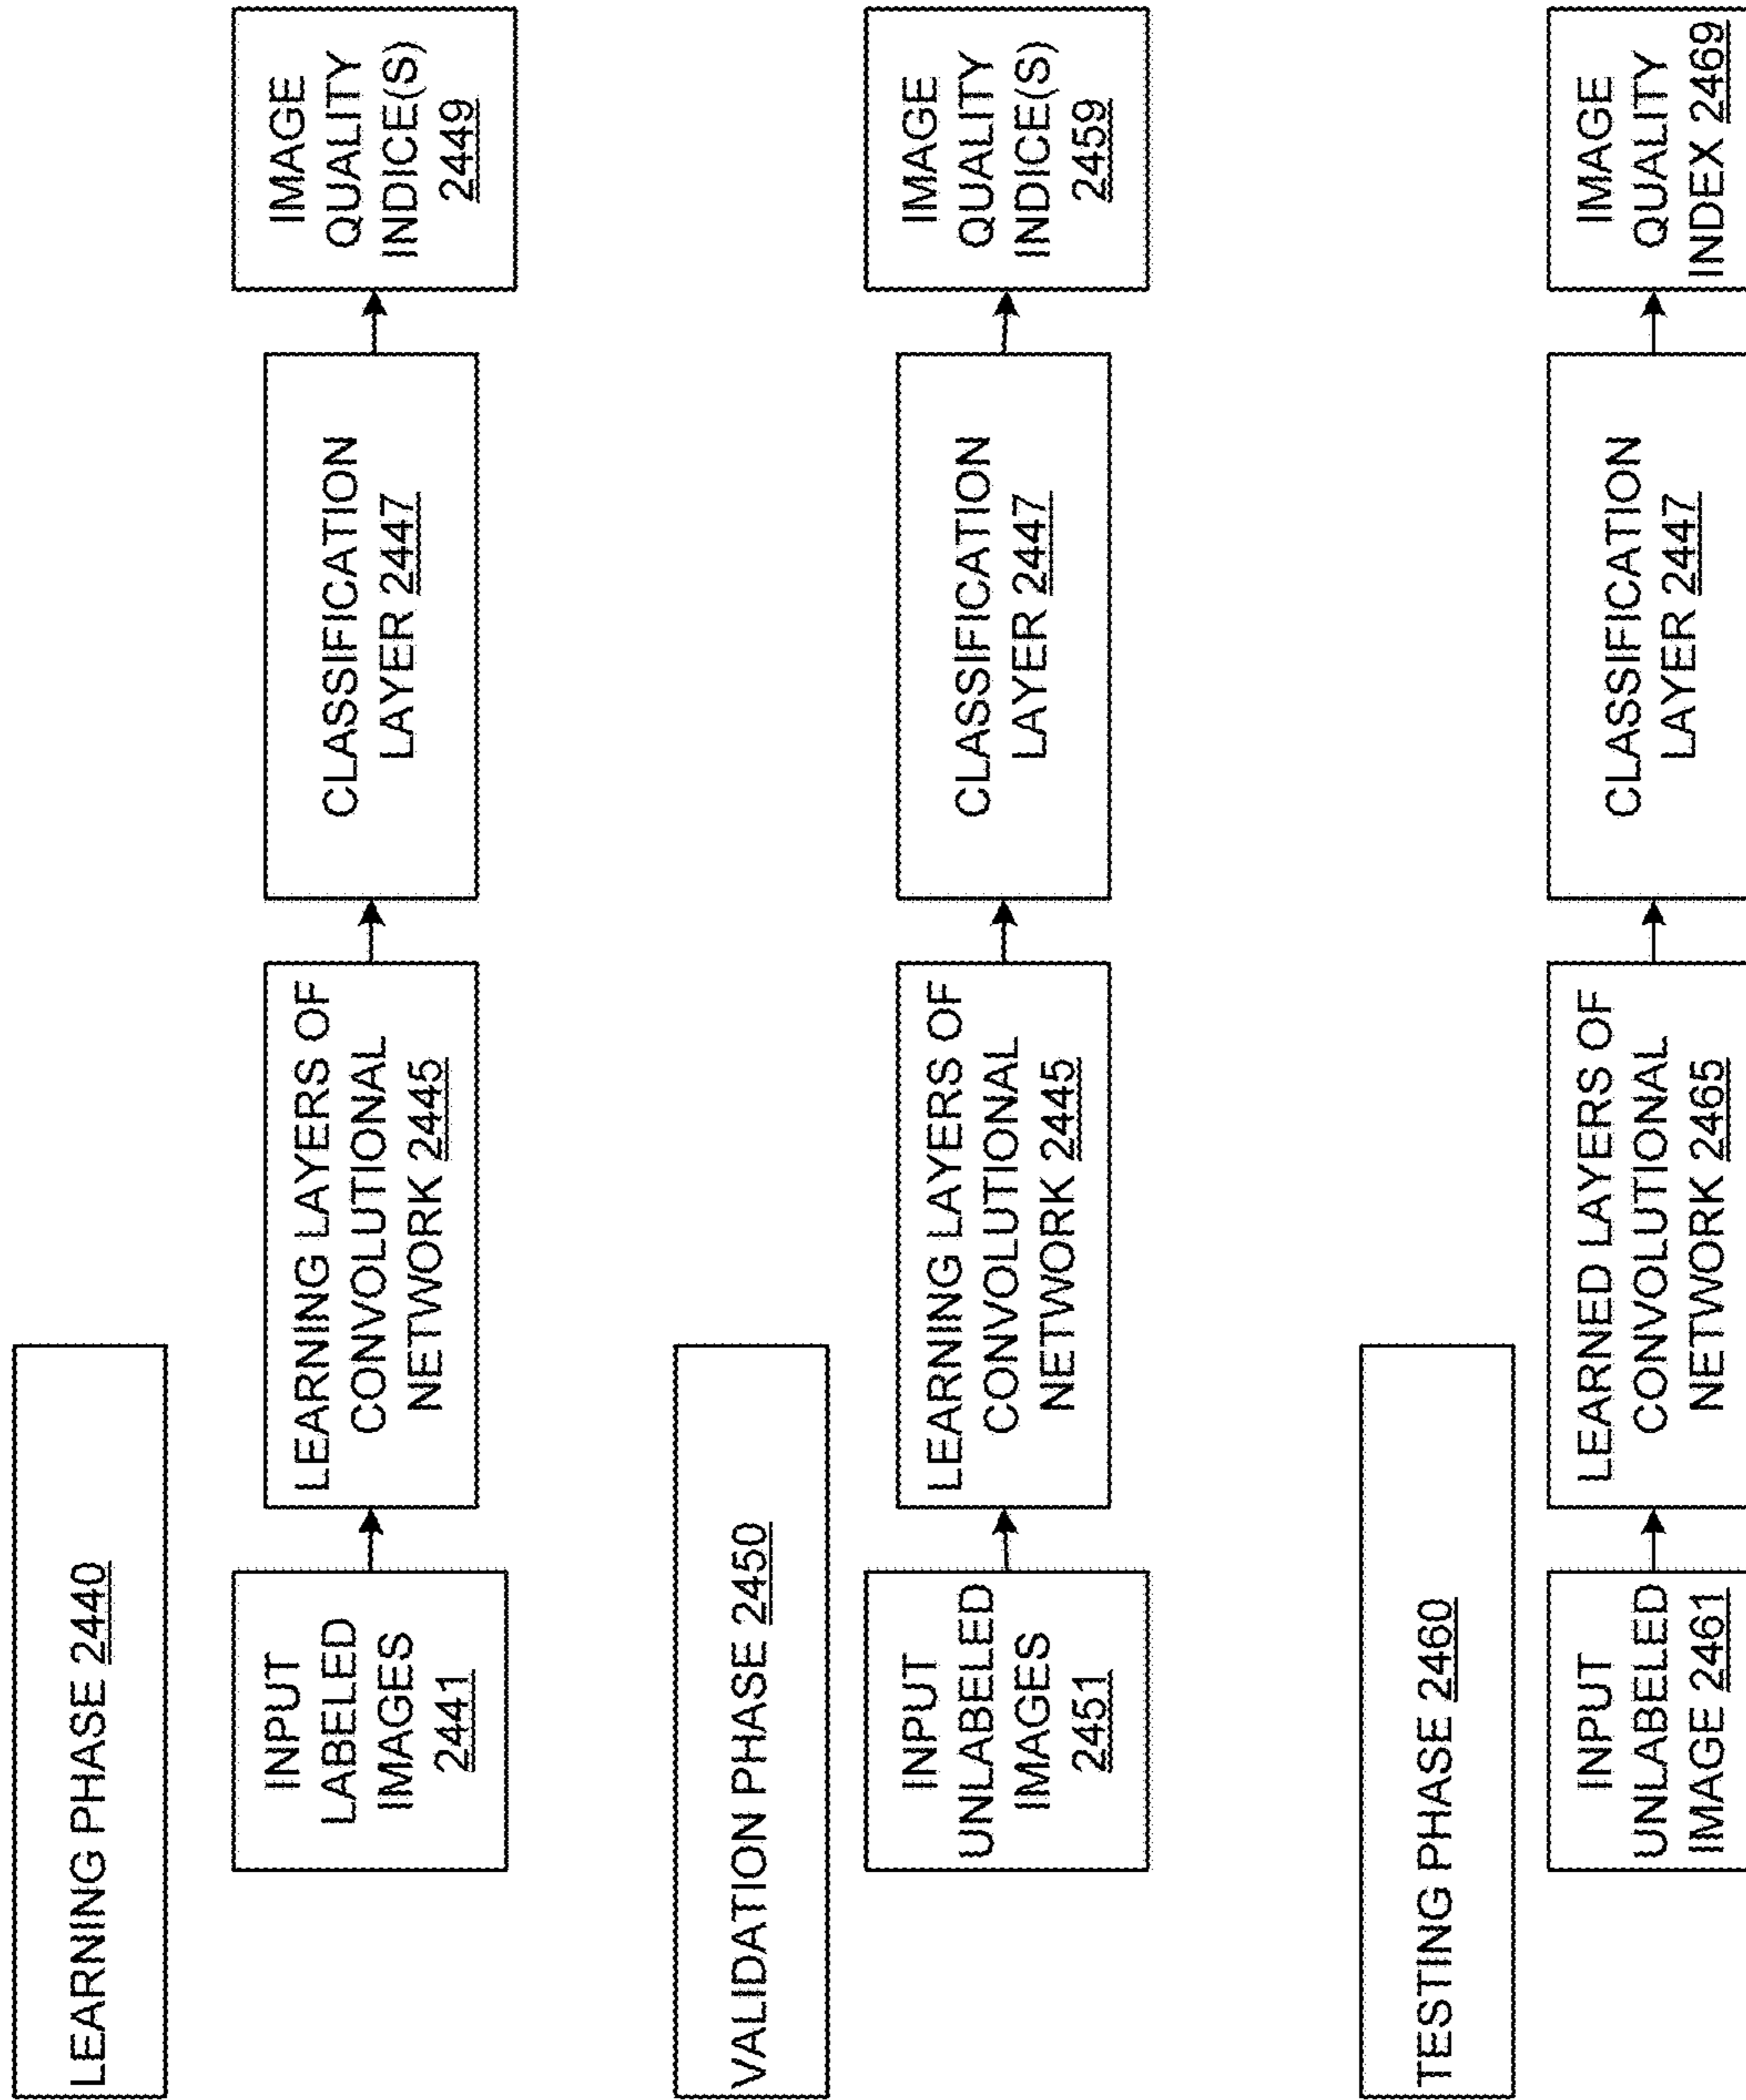 LEARNING PHASE 2440
INPUT
LABELED
IMAGES
2441
LEARNING LAYERS OF
CONVOLUTIONAL
NETWORK 2445
CLASSIFICATION
LAYER 2447
IMAGE
QUALITY
INDICE(S)
2449
VALIDATION PHASE 2450
INPUT
UNLABELED
IMAGES
2451
LEARNING LAYERS OF
CONVOLUTIONAL
NETWORK 2445
CLASSIFICATION
LAYER 2447
IMAGE
QUALITY
INDICE(S)
2459
TESTING PHASE 2460
INPUT
UNLABELED
IMAGE 2461
LEARNED LAYERS OF
CONVOLUTIONAL
NETWORK 2465
CLASSIFICATION
LAYER 2447
IMAGE
QUALITY
INDEX 2469